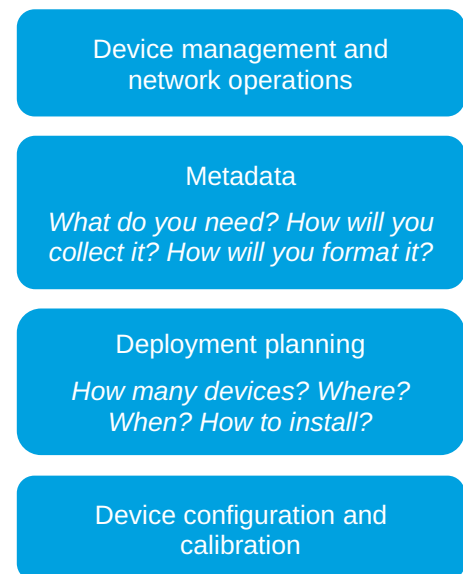 Device management and
network operations
Metadata
What do you need? How will you
collect it? How will you format it?
Deployment planning
How many devices? Where?
When? How to install?
Device configuration and
calibration